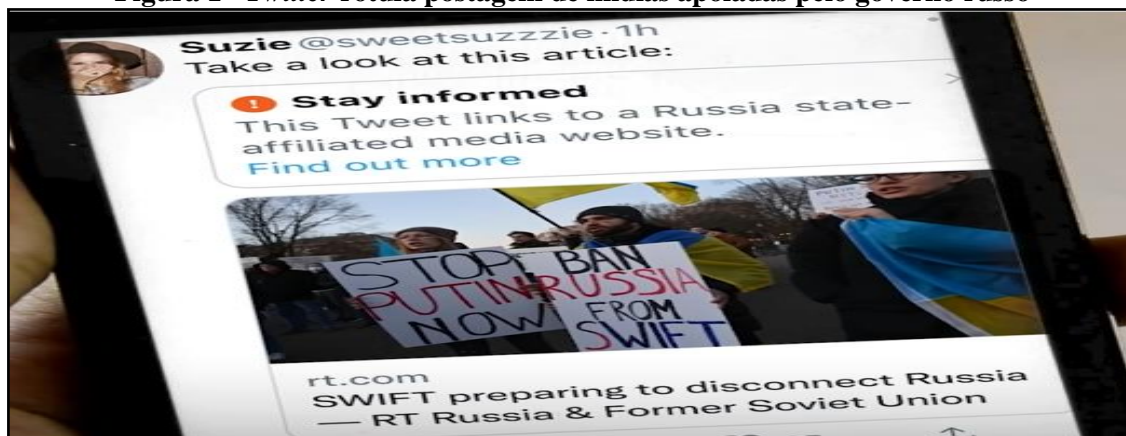 Figura 1 - Twitter rotula postagem de mídias apoiadas pelo governo russo
Suzie @sweetsuzzzie · 1h
Take a look at this article:
Stay informed
This Tweet links to a Russia state-
affiliated media website.
Find out more
STOP
PUTIN
NOW
BAN
RUSSIA
FROM
SWIFT
rt.com
SWIFT preparing to disconnect Russia
— RT Russia & Former Soviet Union